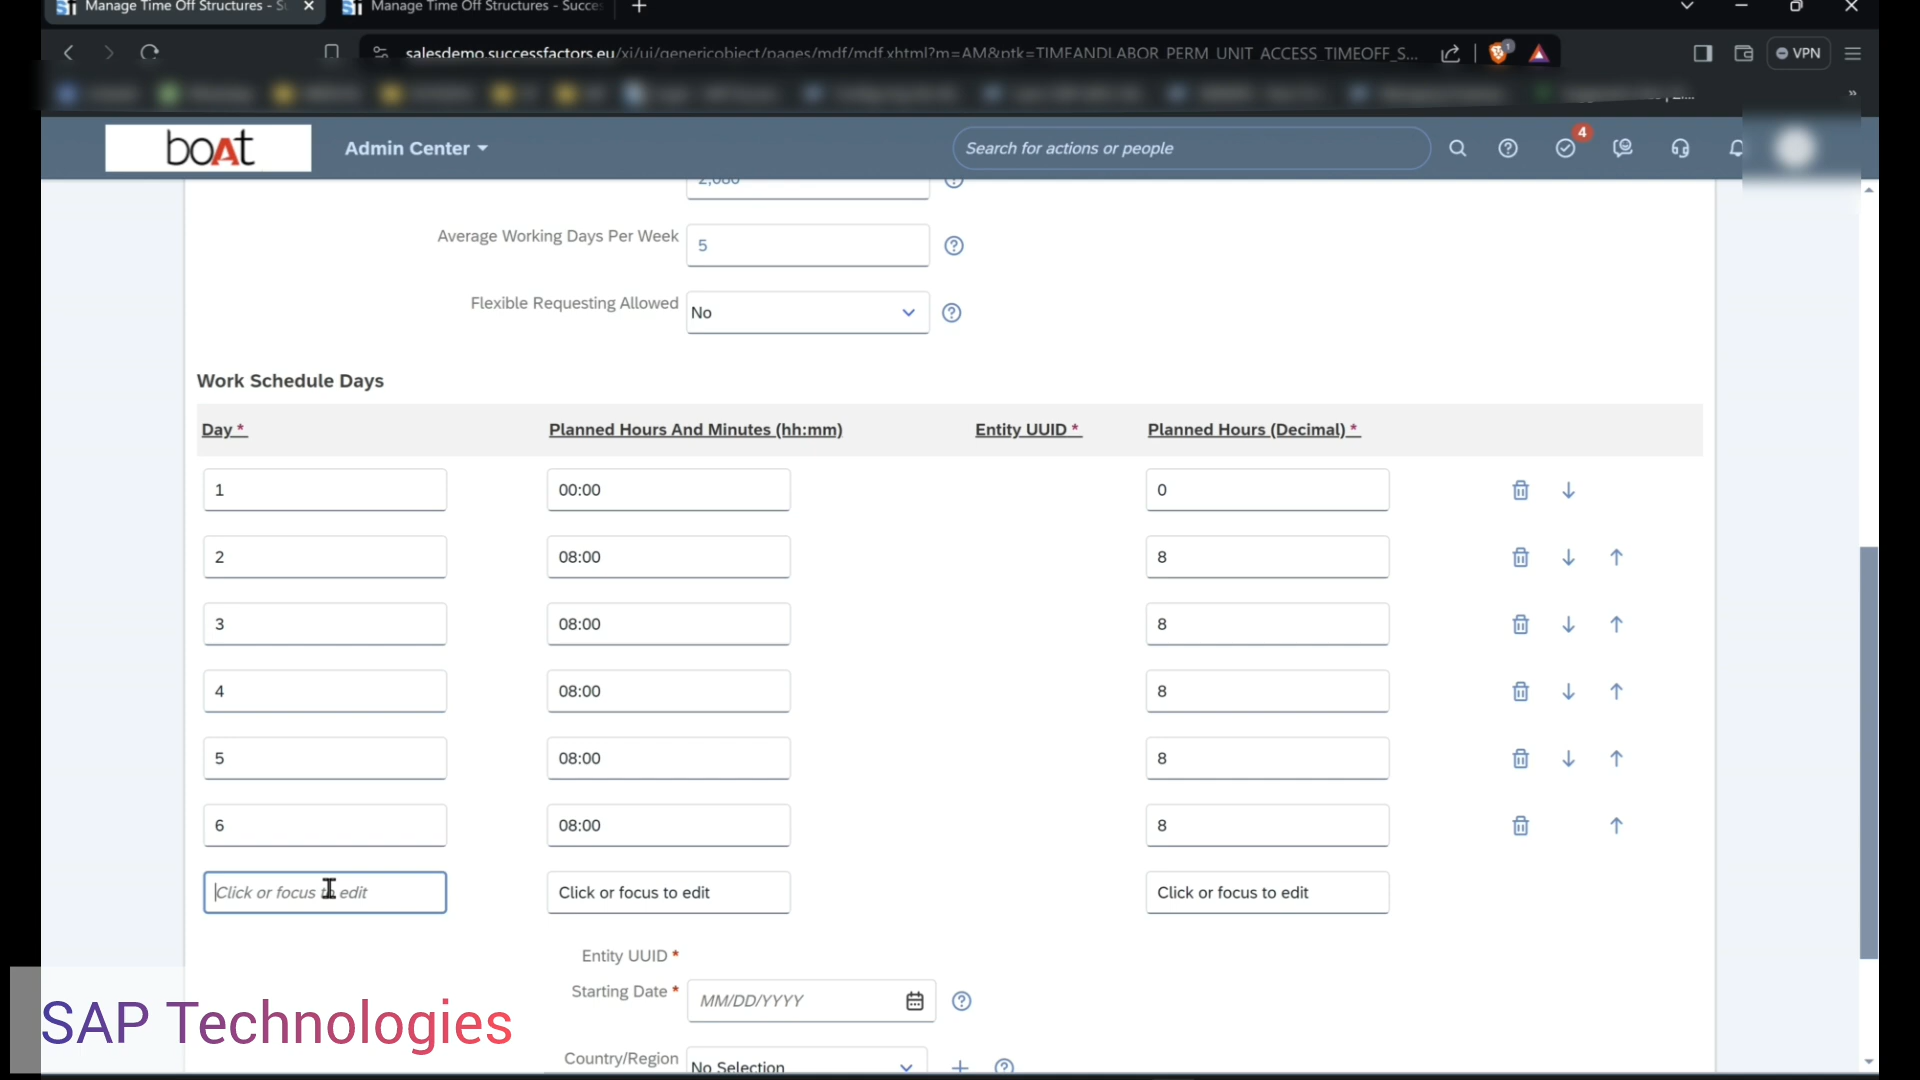 Manage Time Off Structures - S
Manage Time Off Structures - Succes
salesdemo.successfactors.eu/xi/ui/genericobject/pages/mdf/mdf.xhtml?m=AM&ptk=TIMEANDLABOR_PERM_UNIT_ACCESS_TIMEOFF_S...
1
VPN
boAt
Admin Center
Search for actions or people
4
2,080
Average Working Days Per Week
5
Flexible Requesting Allowed
No
Work Schedule Days
Day * Planned Hours And Minutes (hh:mm) Entity UUID * Planned Hours (Decimal) *
1 00:00 0
2 08:00 8
3 08:00 8
4 08:00 8
5 08:00 8
6 08:00 8
Click or focus to edit Click or focus to edit Click or focus to edit
Entity UUID *
Starting Date * MM/DD/YYYY
Country/Region No Selection
SAP Technologies